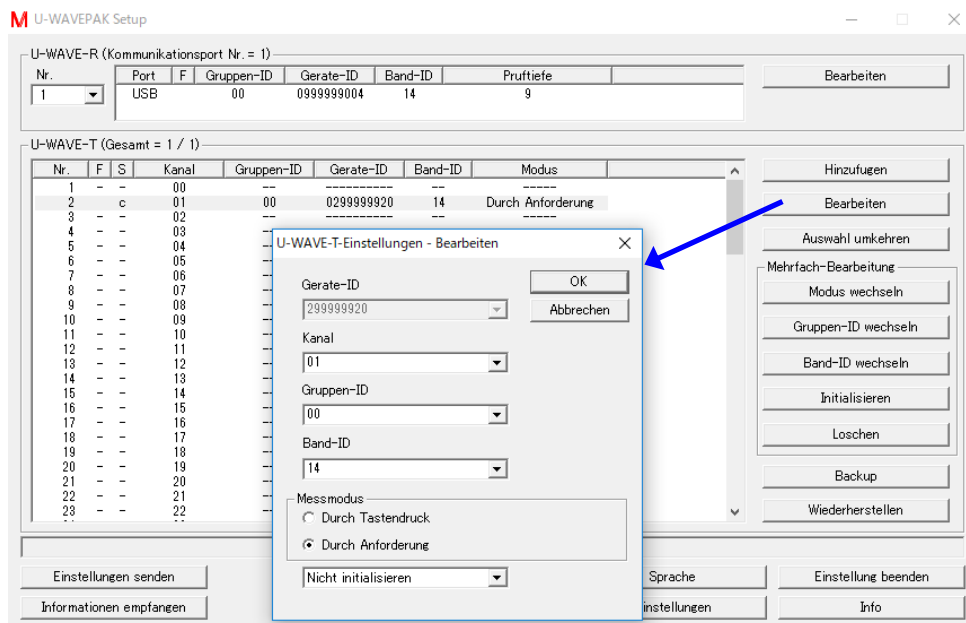 M U-WAVEPAK Setup
U-WAVE-R (Kommunikationsport Nr. = 1)
Nr. Port F Gruppen-ID Gerate-ID Band-ID Pruftiefe Bearbeiten
1 USB 00 0999999004 14 9
U-WAVE-T (Gesamt = 1 / 1)
Nr. F S Kanal Gruppen-ID Gerate-ID Band-ID Modus
1 - - 00 -- ---------- -- -----
2 c 01 00 0299999920 14 Durch Anforderung
3 - - 02 -- ---------- -- -----
4 - - 03 --
5 - - 04 --
6 - - 05 --
7 - - 06 --
8 - - 07 --
9 - - 08 --
10 - - 09 --
11 - - 10 --
12 - - 11 --
13 - - 12 --
14 - - 13 --
15 - - 14 --
16 - - 15 --
17 - - 16 --
18 - - 17 --
19 - - 18 --
20 - - 19 --
21 - - 20 --
22 - - 21 --
23 - - 22 --
U-WAVE-T-Einstellungen - Bearbeiten
Gerate-ID
299999920
Kanal
01
Gruppen-ID
00
Band-ID
14
Messmodus
Durch Tastendruck
Durch Anforderung
Nicht initialisieren
OK
Abbrechen
Hinzufugen
Bearbeiten
Auswahl umkehren
Mehrfach-Bearbeitung
Modus wechseln
Gruppen-ID wechseln
Band-ID wechseln
Initialisieren
Loschen
Backup
Wiederherstellen
Einstellungen senden Sprache Einstellung beenden
Informationen empfangen instellungen Info